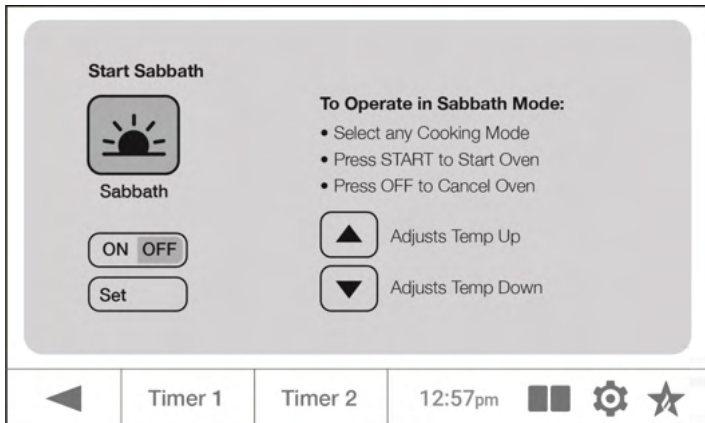 Start Sabbath
Sabbath
ON OFF
Set
To Operate in Sabbath Mode:
• Select any Cooking Mode
• Press START to Start Oven
• Press OFF to Cancel Oven
Adjusts Temp Up
Adjusts Temp Down
Timer 1 Timer 2 12:57pm